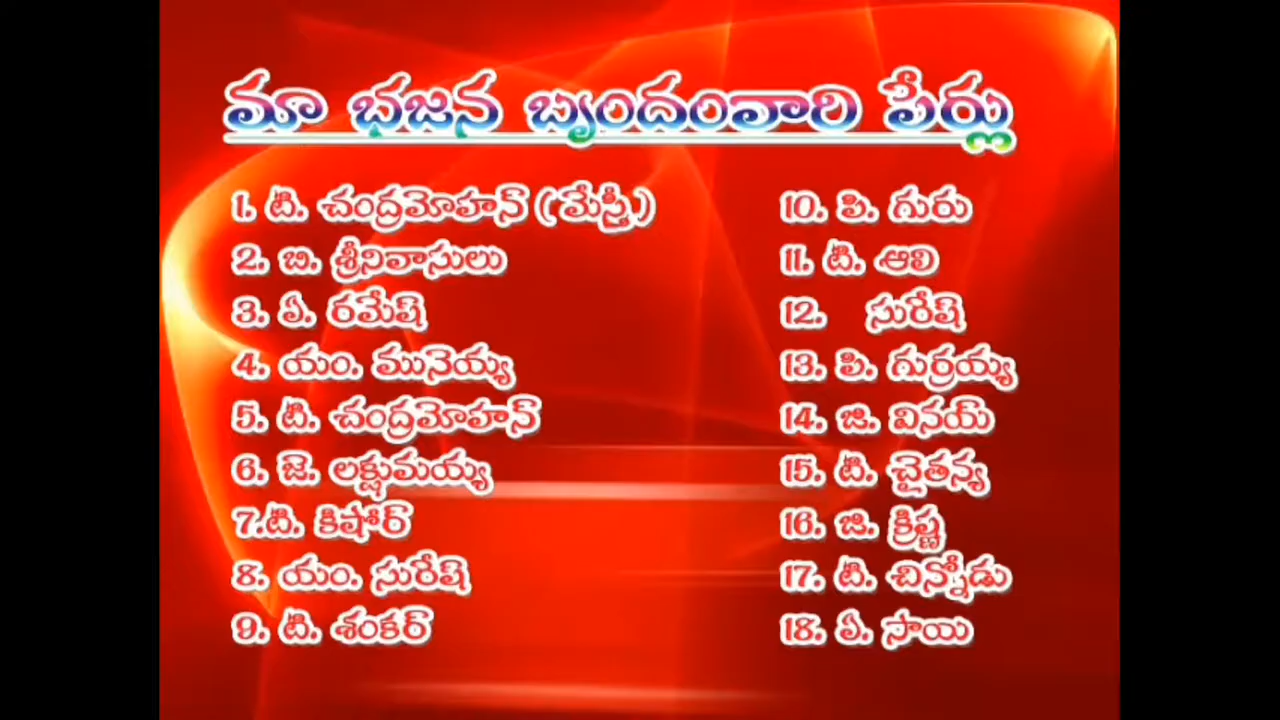 మా భజన బృందంవారి పేర్లు
1. టి. చంద్రమోహన్ (మేస్త్రి)
2. బి. శ్రీనివాసులు
3. ఏ. రమేష్
4. యం. మునెయ్య
5. టి. చంద్రమోహన్
6. జె. లక్షుమయ్య
7.టి. కిషోర్
8. యం. సురేష్
9. టి. శంకర్
10. పి. గురు
11. టి. ఆలి
12. సురేష్
13. పి. గుర్రయ్య
14. జి. వినయ్
15. టి. చైతన్య
16. జి. క్రిష్ణ
17. టి. చిన్నోడు
18. ఏ. సాయి